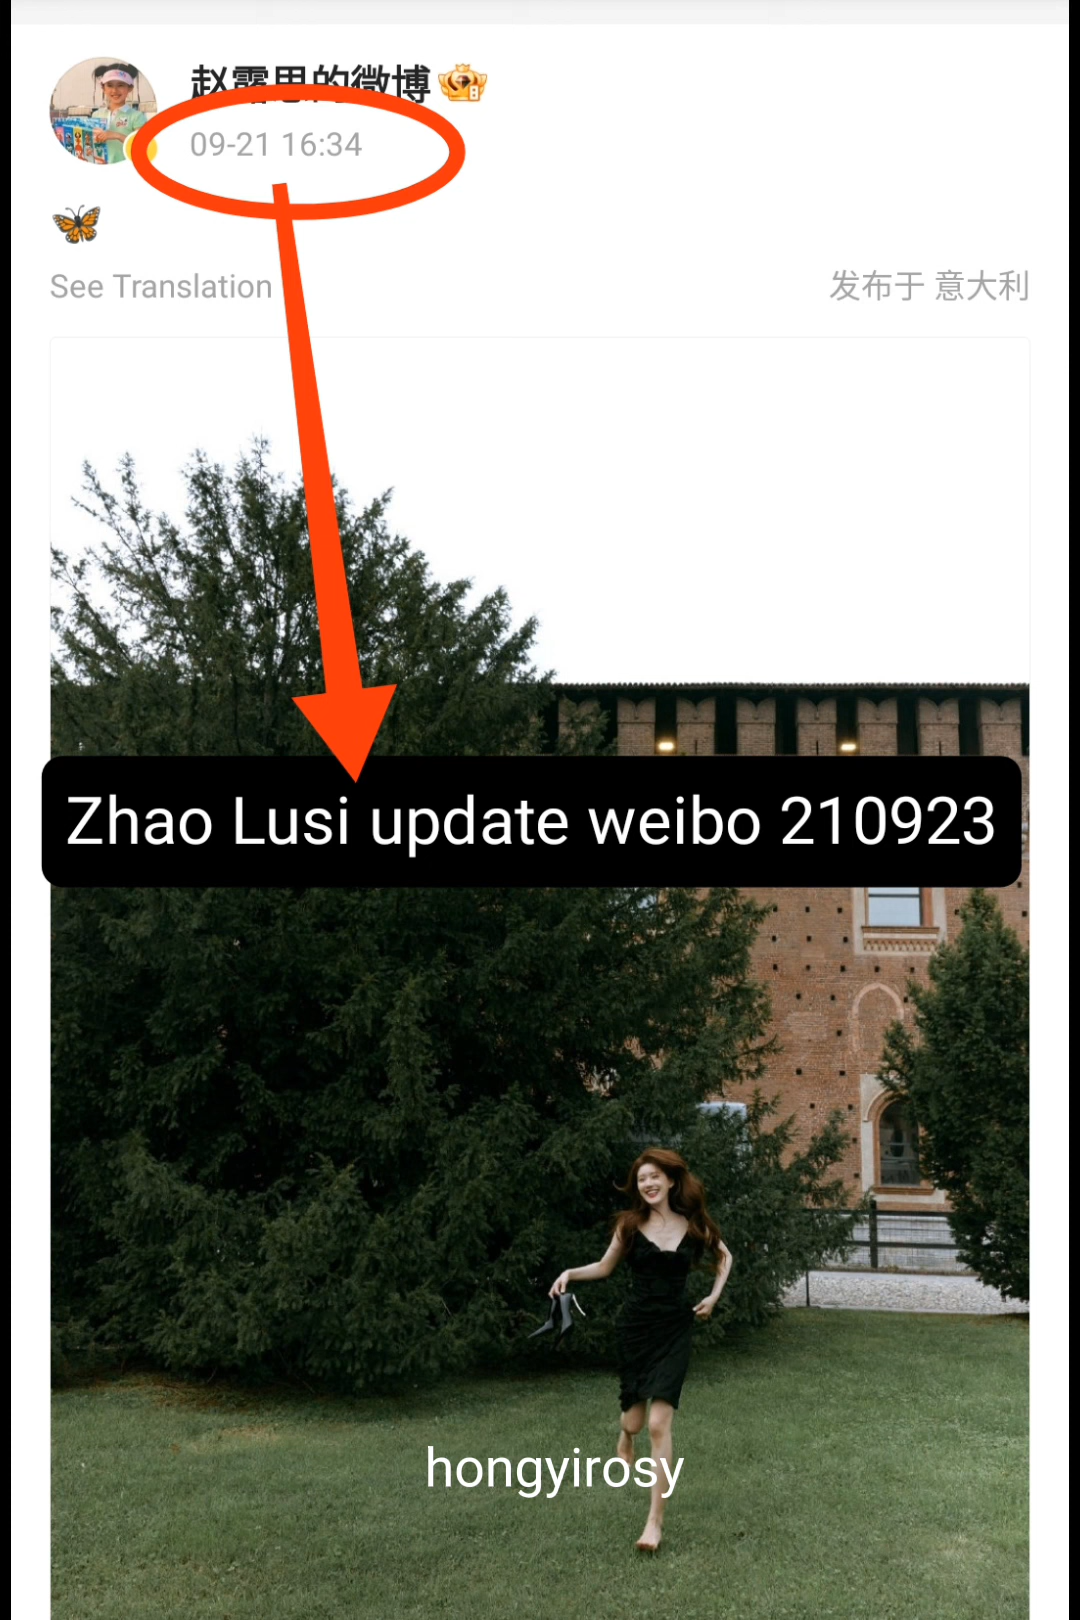 赵露思的微博
09-21 16:34
See Translation
发布于 意大利
Zhao Lusi update weibo 210923
hongyirosy